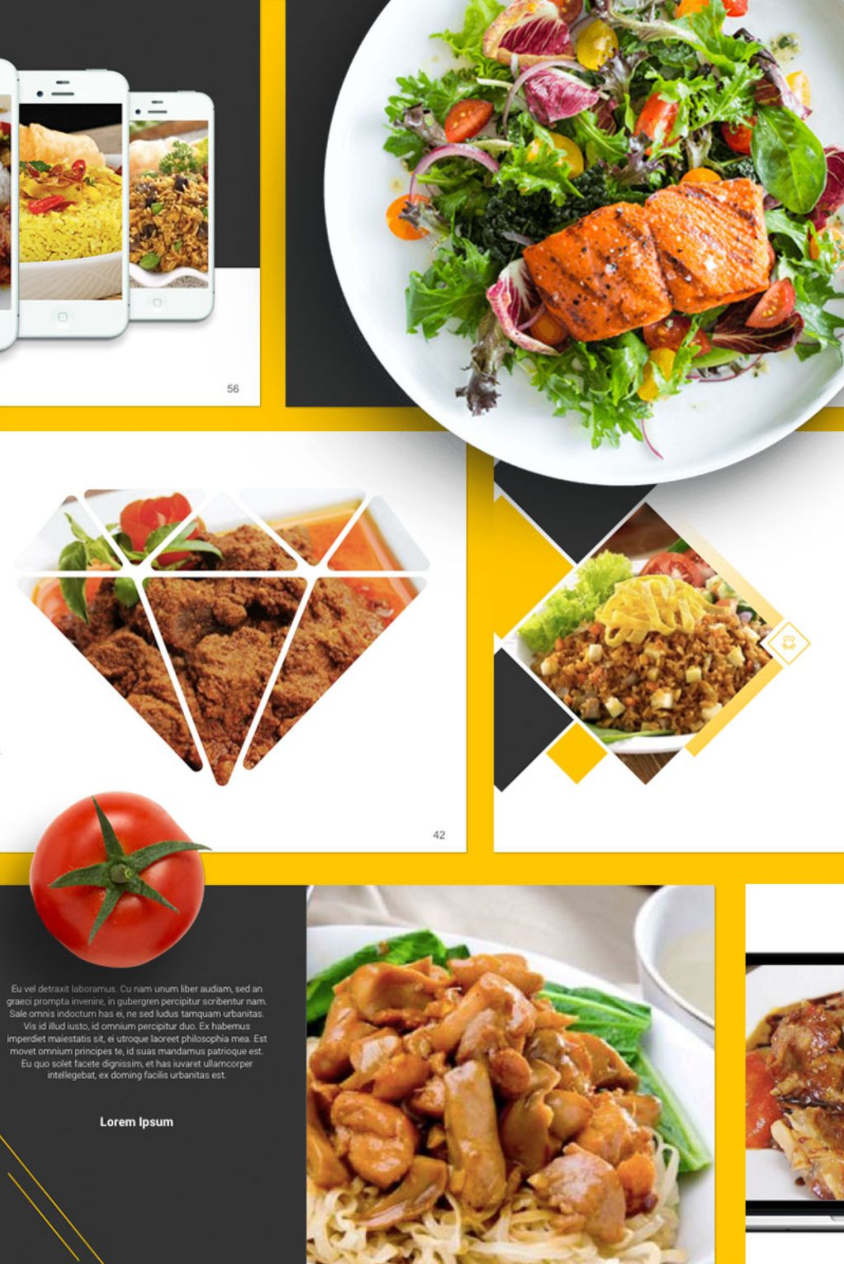 56
42
Eu vel detraxit laboramus. Cu nam unum liber audiam, sed an
graeci prompta invenire, in gubergren percipitur scribentur nam.
Sale omnis indoctum has ei, ne sed ludus tamquam urbanitas.
Vis id illud iusto, id omnium percipitur duo. Ex habemus
imperdiet maiestatis sit, ei utroque laoreet philosophia mea. Est
movet omnium principes te, id suas mandamus patrioque est.
Eu quo solet facete dignissim, et has iuvaret ullamcorper
intellegebat, ex doming facilis urbanitas est.
Lorem Ipsum